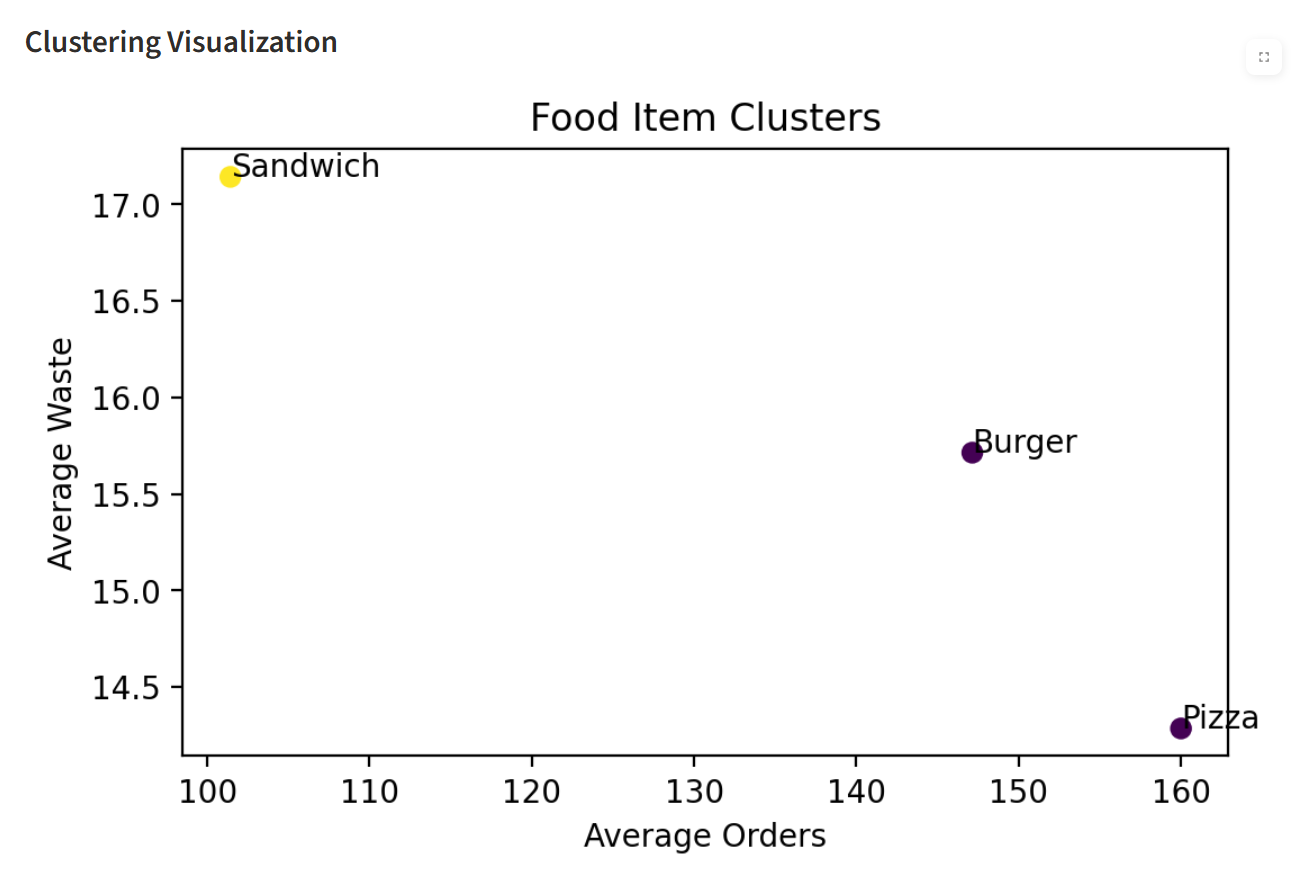 Clustering Visualization
Food Item Clusters
Sandwich
17.0
16.5
16.0
Burger
15.5
15.0
14.5
Pizza
100 110 120 130 140 150 160
Average Orders
Average Waste